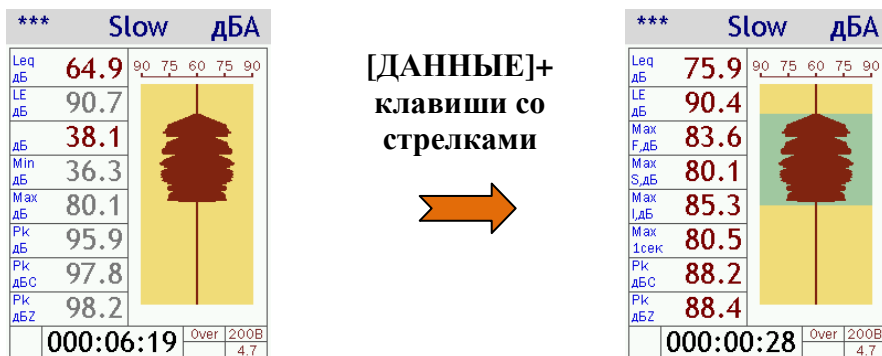 *** Slow дБА
Leq дБ 64.9 90 75 60 75 90
LE дБ 90.7
дБ 38.1
Min дБ 36.3
Max дБ 80.1
Pk дБ 95.9
Pk дБС 97.8
Pk дБZ 98.2
000:06:19 Over 200В 4.7
[ДАННЫЕ]+
клавиши со
стрелками
*** Slow дБА
Leq дБ 75.9 90 75 60 75 90
LE дБ 90.4
Max F,дБ 83.6
Max S,дБ 80.1
Max I,дБ 85.3
Max 1сек 80.5
Pk дБС 88.2
Pk дБZ 88.4
000:00:28 Over 200В 4.7